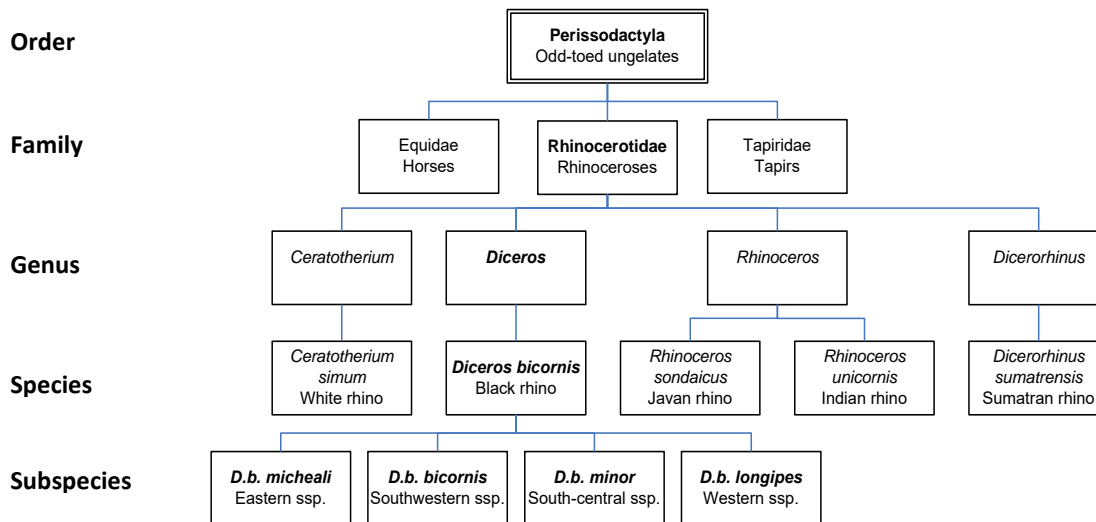 Order
Perissodactyla
Odd-toed ungelates
Family
Equidae
Horses
Rhinocerotidae
Rhinoceroses
Tapiridae
Tapirs
Genus
Ceratotherium
Diceros
Rhinoceros
Dicerorhinus
Species
Ceratotherium
simum
White rhino
Diceros bicornis
Black rhino
Rhinoceros
sondaicus
Javan rhino
Rhinoceros
unicornis
Indian rhino
Dicerorhinus
sumatrensis
Sumatran rhino
Subspecies
D.b. micheali
Eastern ssp.
D.b. bicornis
Southwestern ssp.
D.b. minor
South-central ssp.
D.b. longipes
Western ssp.